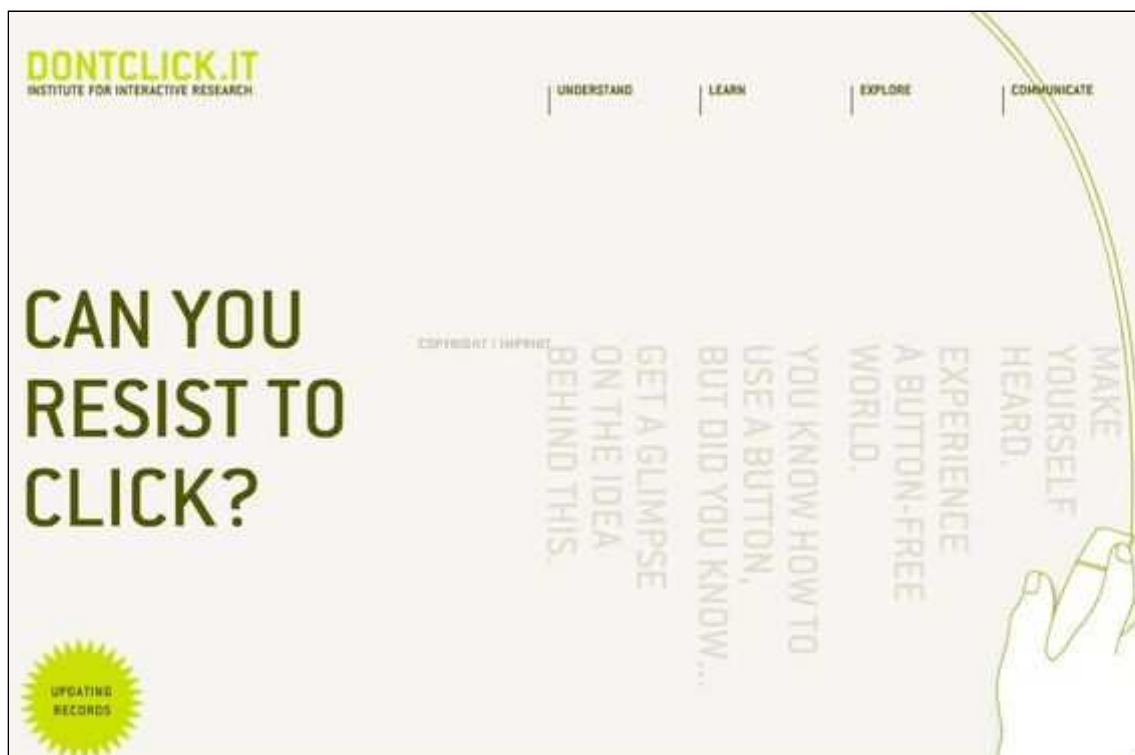 DONTCLICK.IT
INSTITUTE FOR INTERACTIVE RESEARCH
UNDERSTAND
LEARN
EXPLORE
COMMUNICATE
CAN YOU
RESIST TO
CLICK?
COPYRIGHT / IMPRINT
GET A GLIMPSE
ON THE IDEA
BEHIND THIS.
YOU KNOW HOW TO
USE A BUTTON,
BUT DID YOU KNOW...
EXPERIENCE
A BUTTON-FREE
WORLD.
MAKE
YOURSELF
HEARD.
UPDATING
RECORDS